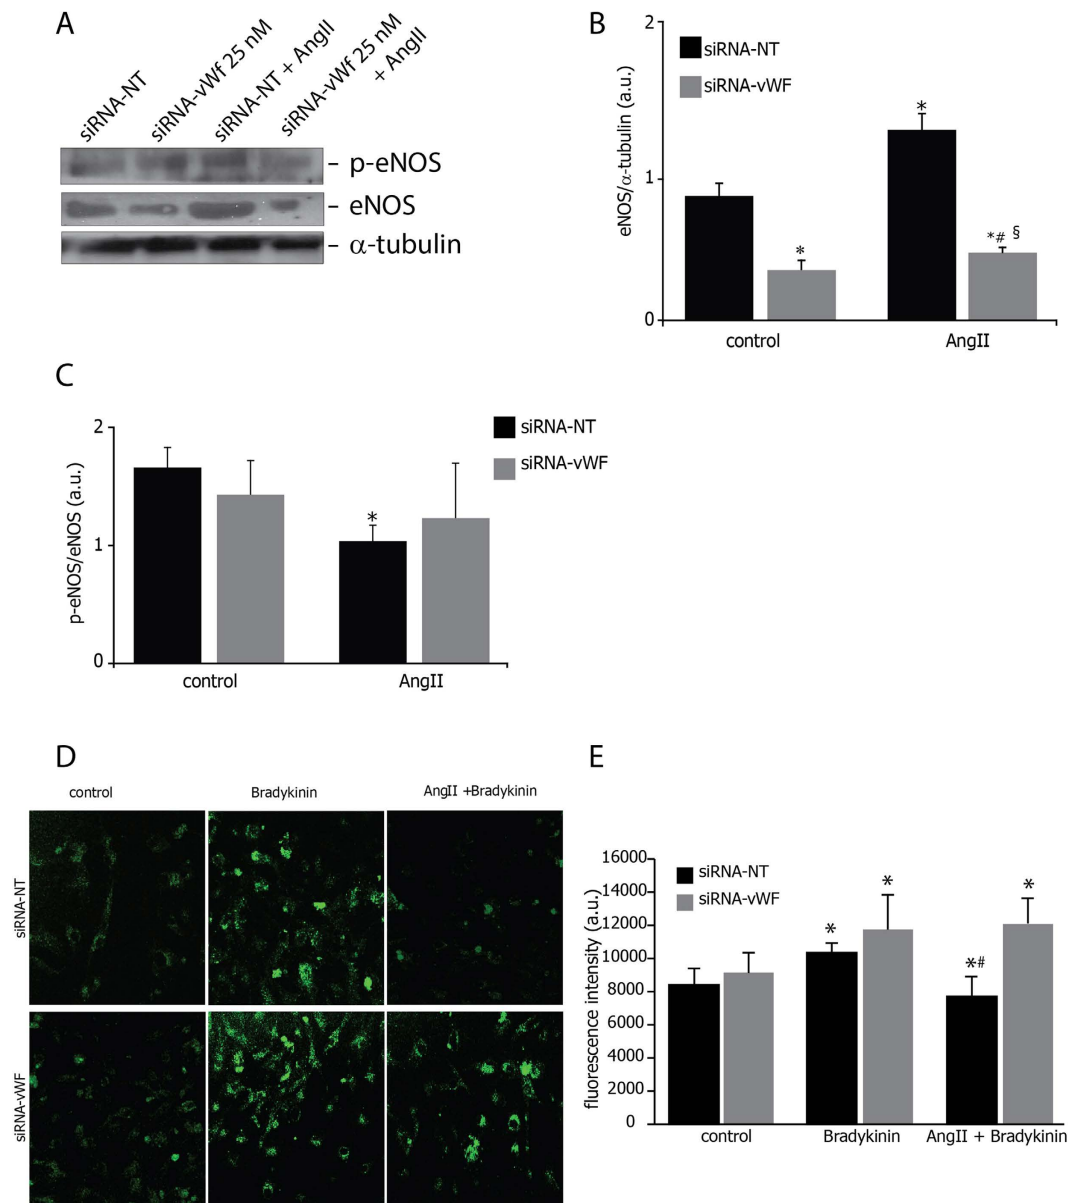 A
siRNA-NT
siRNA-vWf 25 nM
siRNA-NT + AngII
siRNA-vWf 25 nM
+ AngII
– p-eNOS
– eNOS
– α-tubulin
B
siRNA-NT
siRNA-vWF
eNOS/α-tubulin (a.u.)
2
1
0
*
*
*# §
control
AngII
C
siRNA-NT
siRNA-vWF
p-eNOS/eNOS (a.u.)
2
1
0
*
control
AngII
D
control
Bradykinin
AngII +Bradykinin
siRNA-NT
siRNA-vWF
E
siRNA-NT
siRNA-vWF
fluorescence intensity (a.u.)
16000
14000
12000
10000
8000
6000
4000
2000
0
*
*
*#
*
control
Bradykinin
AngII + Bradykinin